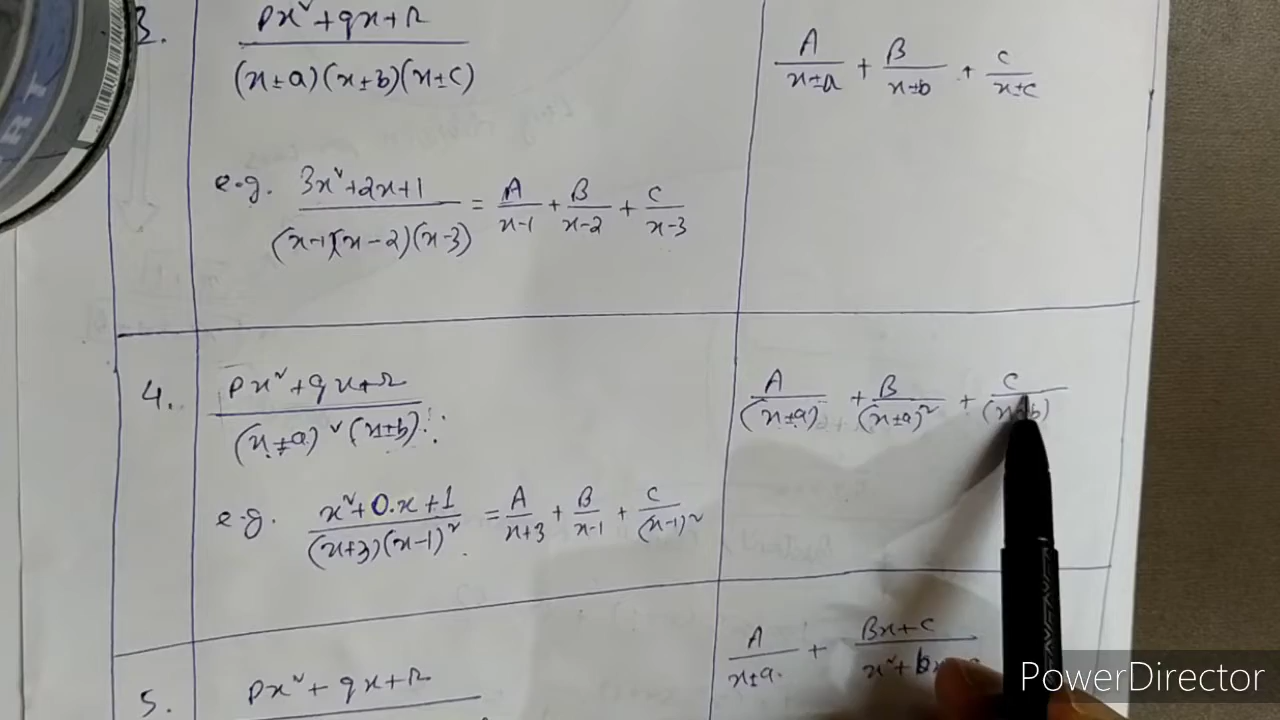 3. px²+qx+r / (x±a)(x±b)(x±c)
A/x±a + B/x±b + C/x±c
e.g. 3x²+2x+1 / (x-1)(x-2)(x-3) = A/x-1 + B/x-2 + C/x-3
4. px²+qx+r / (x±a)²(x±b)
A/(x±a) + B/(x±a)² + C/(x±b)
e.g. x²+0.x+1 / (x+3)(x-1)² = A/x+3 + B/x-1 + C/(x-1)²
5. px²+qx+r
A/x±a + Bx+C / x²+bx
PowerDirector